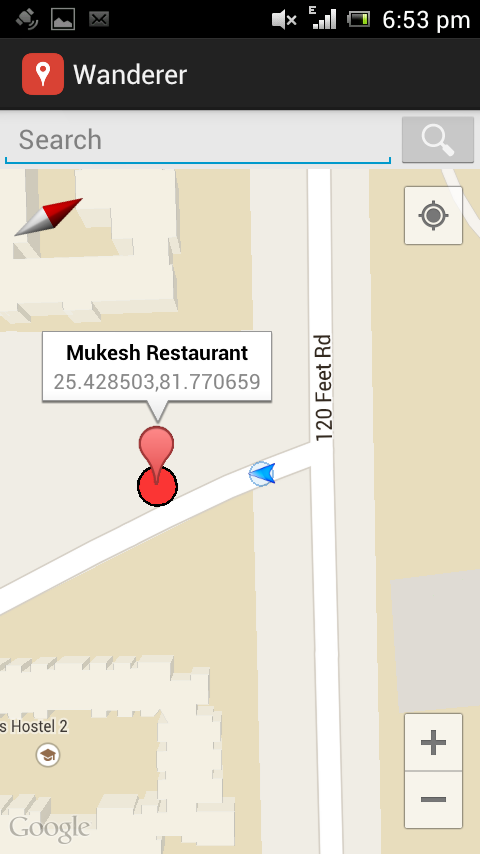 E
6:53 pm
Wanderer
Search
Mukesh Restaurant
25.428503,81.770659
120 Feet Rd
s Hostel 2
Google